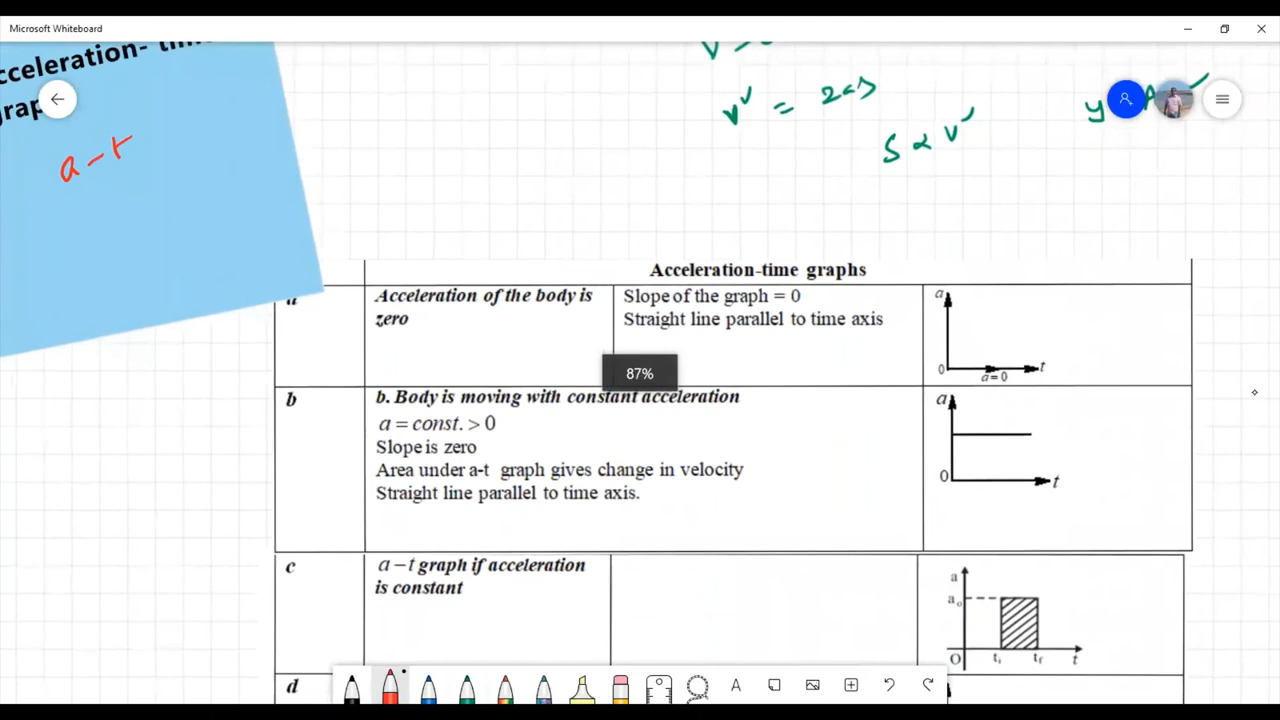 Microsoft Whiteboard
cceleration-
grap
a - t
v² = 2as
S ∝ v²
y
Acceleration-time graphs
Acceleration of the body is
zero
Slope of the graph = 0
Straight line parallel to time axis
a
0
a=0
t
87%
b
b. Body is moving with constant acceleration
a = const. > 0
Slope is zero
Area under a-t graph gives change in velocity
Straight line parallel to time axis.
a
0
t
c
a – t graph if acceleration
is constant
a
a₀
O
tᵢ
t_f
t
d
A